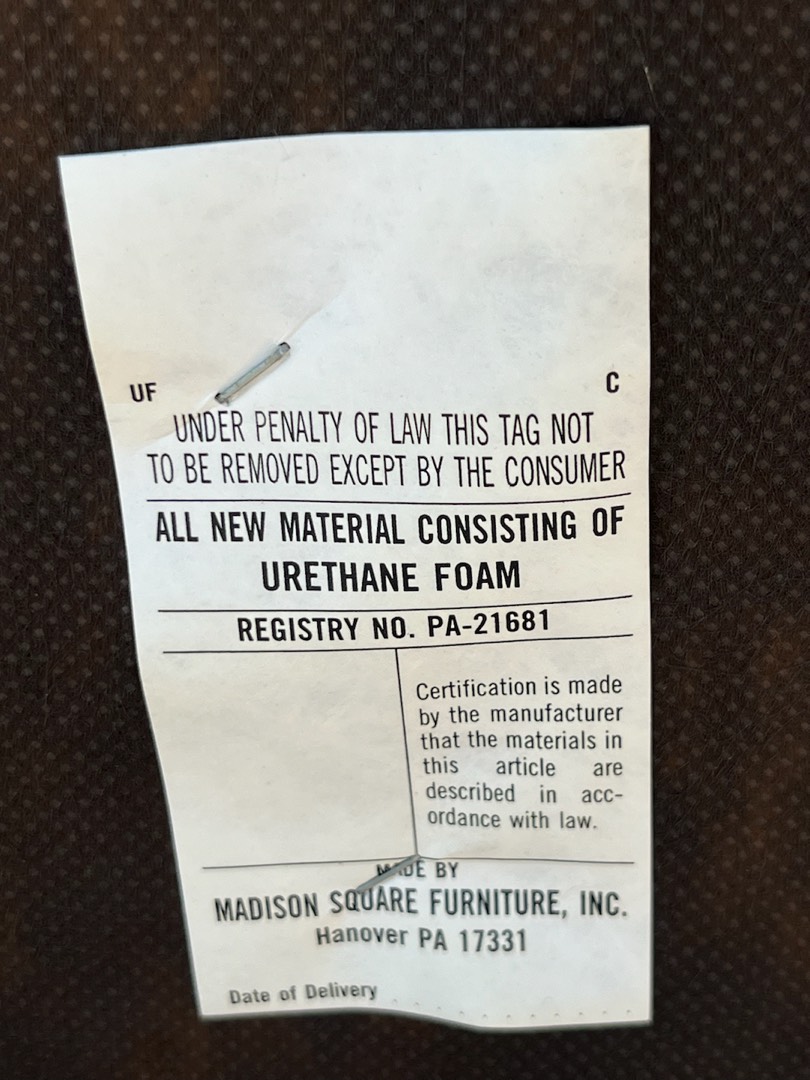 UF C
UNDER PENALTY OF LAW THIS TAG NOT
TO BE REMOVED EXCEPT BY THE CONSUMER
ALL NEW MATERIAL CONSISTING OF
URETHANE FOAM
REGISTRY NO. PA-21681
Certification is made
by the manufacturer
that the materials in
this article are
described in acc-
ordance with law.
MADE BY
MADISON SQUARE FURNITURE, INC.
Hanover PA 17331
Date of Delivery